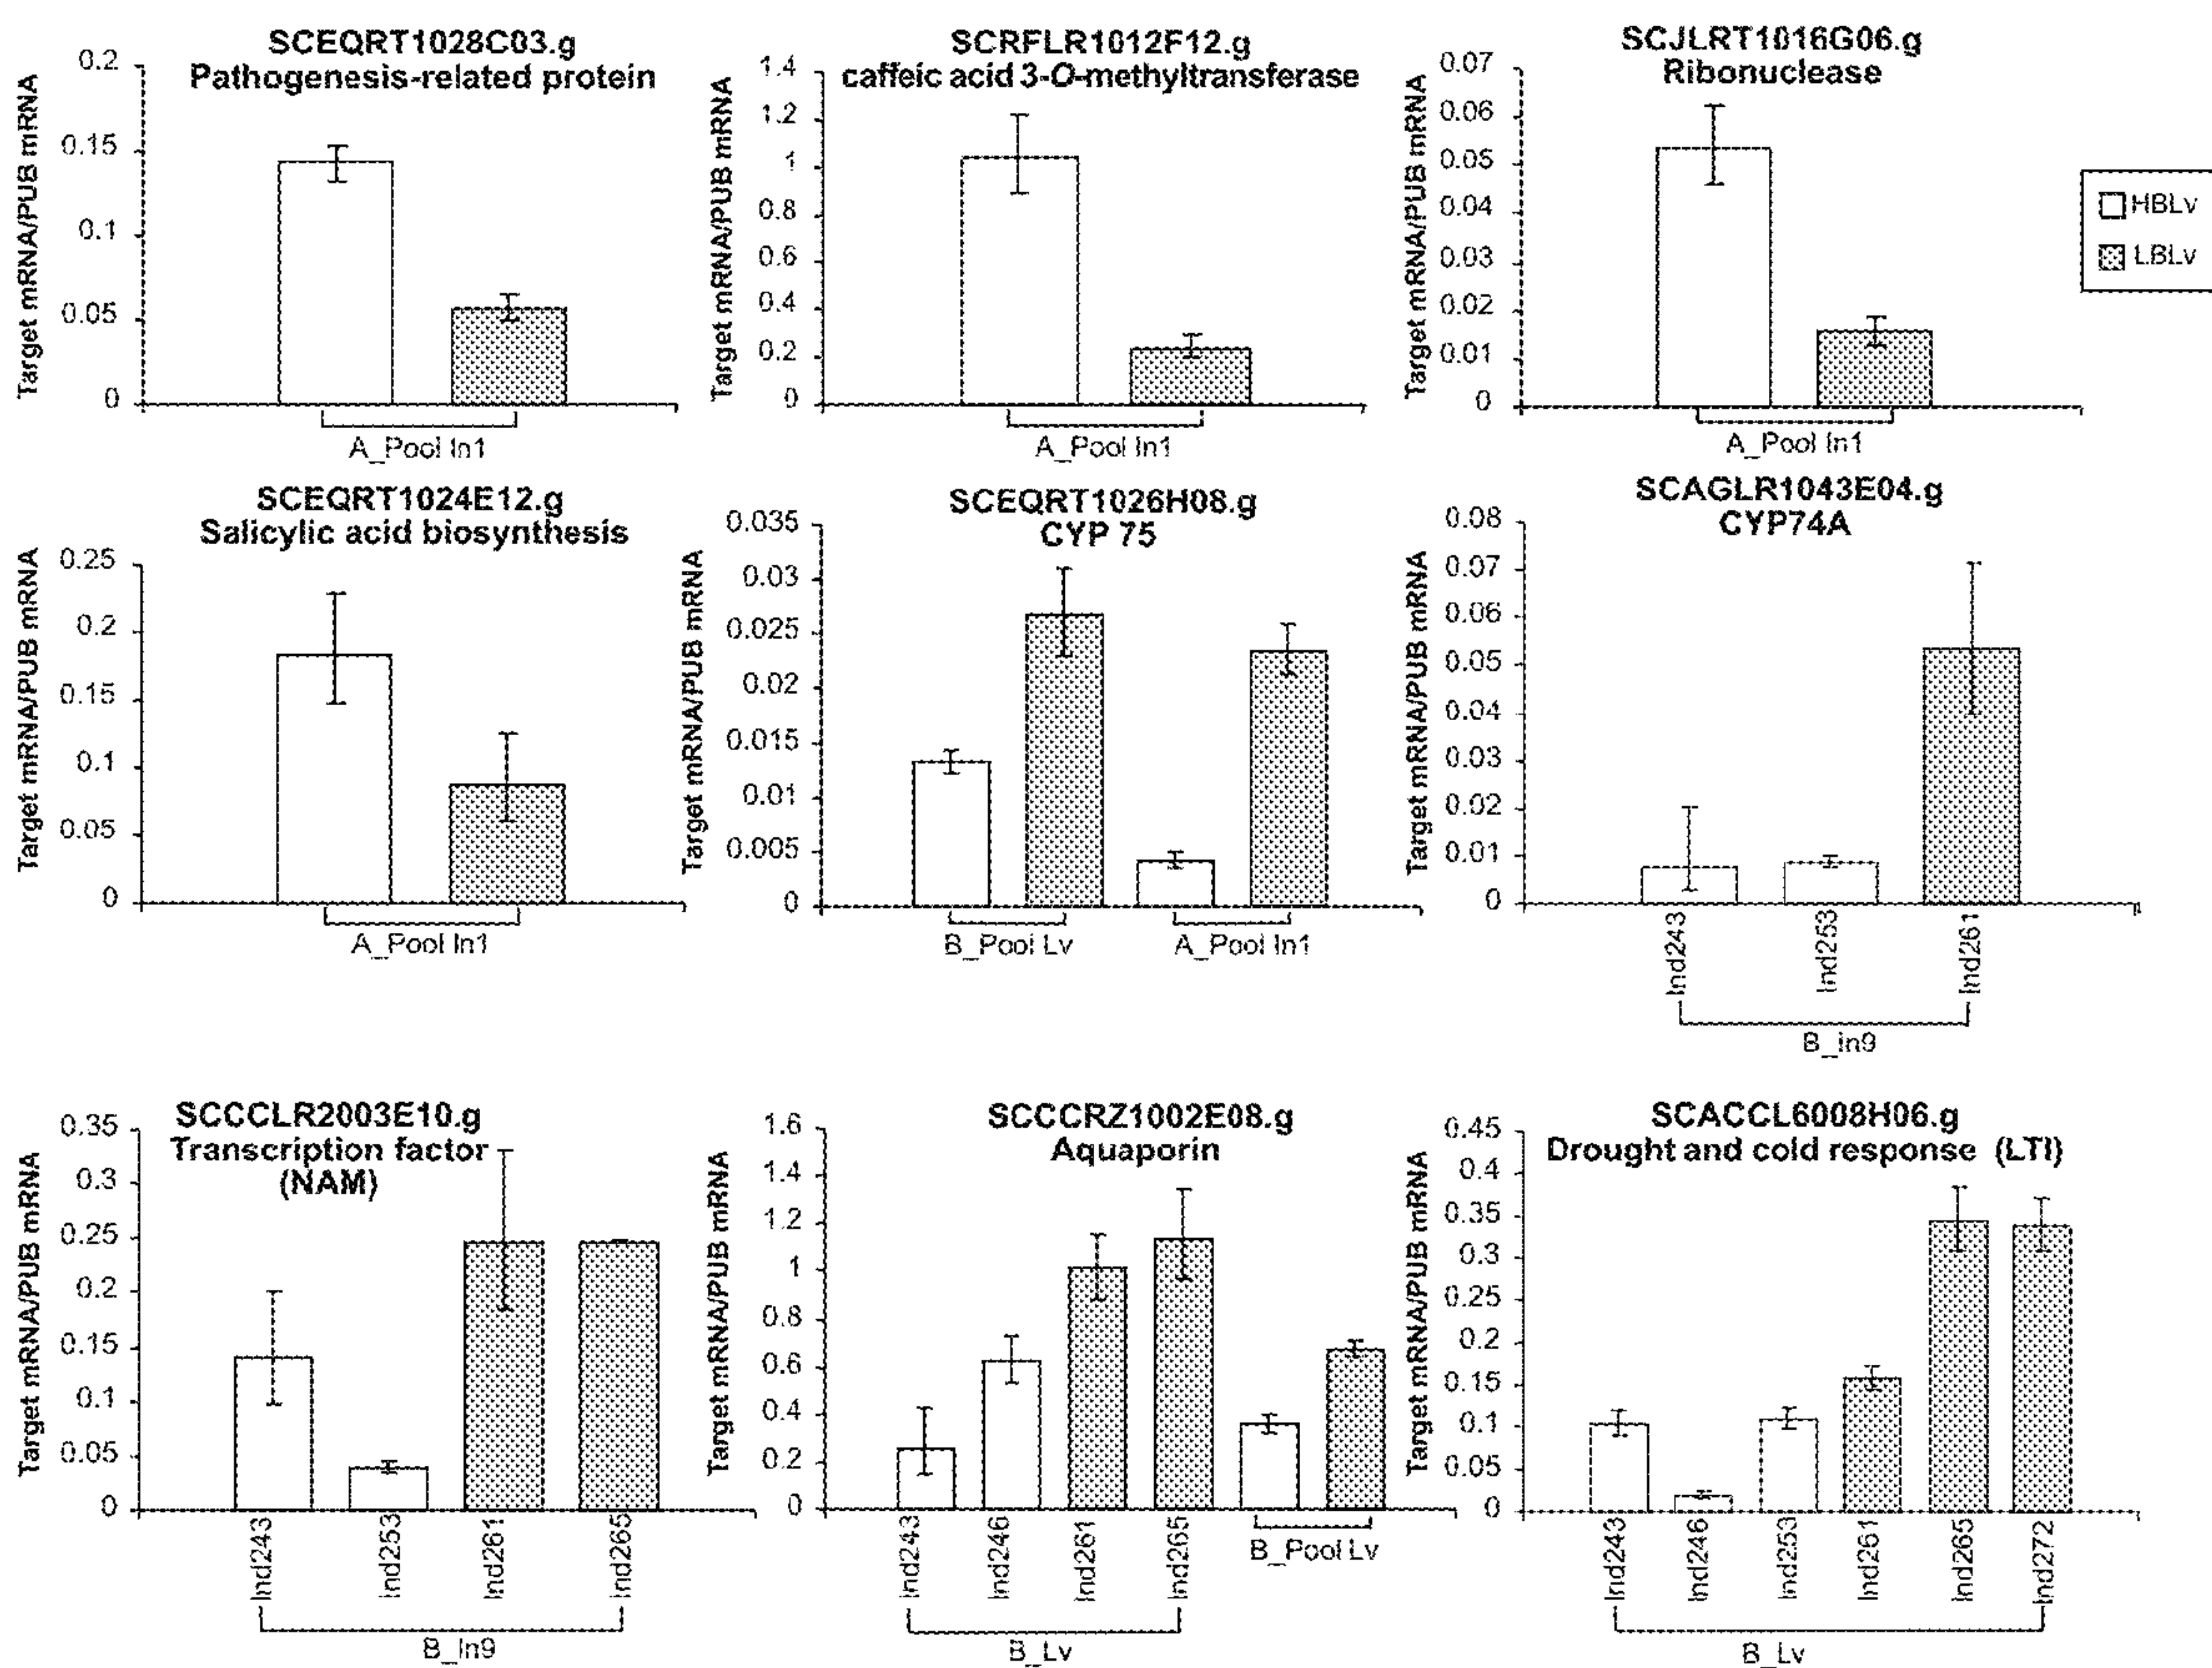 SCEQRT1028C03.g
Pathogenesis-related protein
Target mRNA/PUB mRNA
0.2
0.15
0.1
0.05
0
A_Pool In1
SCRFLR1012F12.g
caffeic acid 3-O-methyltransferase
Target mRNA/PUB mRNA
1.4
1.2
1
0.8
0.6
0.4
0.2
0
A_Pool In1
SCJLRT1016G06.g
Ribonuclease
Target mRNA/PUB mRNA
0.07
0.06
0.05
0.04
0.03
0.02
0.01
0
A_Pool In1
HBLv
LBLv
SCEQRT1024E12.g
Salicylic acid biosynthesis
Target mRNA/PUB mRNA
0.25
0.2
0.15
0.1
0.05
0
A_Pool In1
SCEQRT1026H08.g
CYP 75
Target mRNA/PUB mRNA
0.035
0.03
0.025
0.02
0.015
0.01
0.005
0
B_Pool Lv
A_Pool In1
SCAGLR1043E04.g
CYP74A
Target mRNA/PUB mRNA
0.08
0.07
0.06
0.05
0.04
0.03
0.02
0.01
0
Ind243
Ind253
Ind261
B_in9
SCCCLR2003E10.g
Transcription factor
(NAM)
Target mRNA/PUB mRNA
0.35
0.3
0.25
0.2
0.15
0.1
0.05
0
Ind243
Ind253
Ind261
Ind265
B_In9
SCCCRZ1002E08.g
Aquaporin
Target mRNA/PUB mRNA
1.6
1.4
1.2
1
0.8
0.6
0.4
0.2
0
Ind243
Ind246
Ind261
Ind265
B_Lv
B_Pool Lv
SCACCL6008H06.g
Drought and cold response (LTI)
Target mRNA/PUB mRNA
0.45
0.4
0.35
0.3
0.25
0.2
0.15
0.1
0.05
0
Ind243
Ind246
Ind253
Ind261
Ind265
Ind272
B_Lv